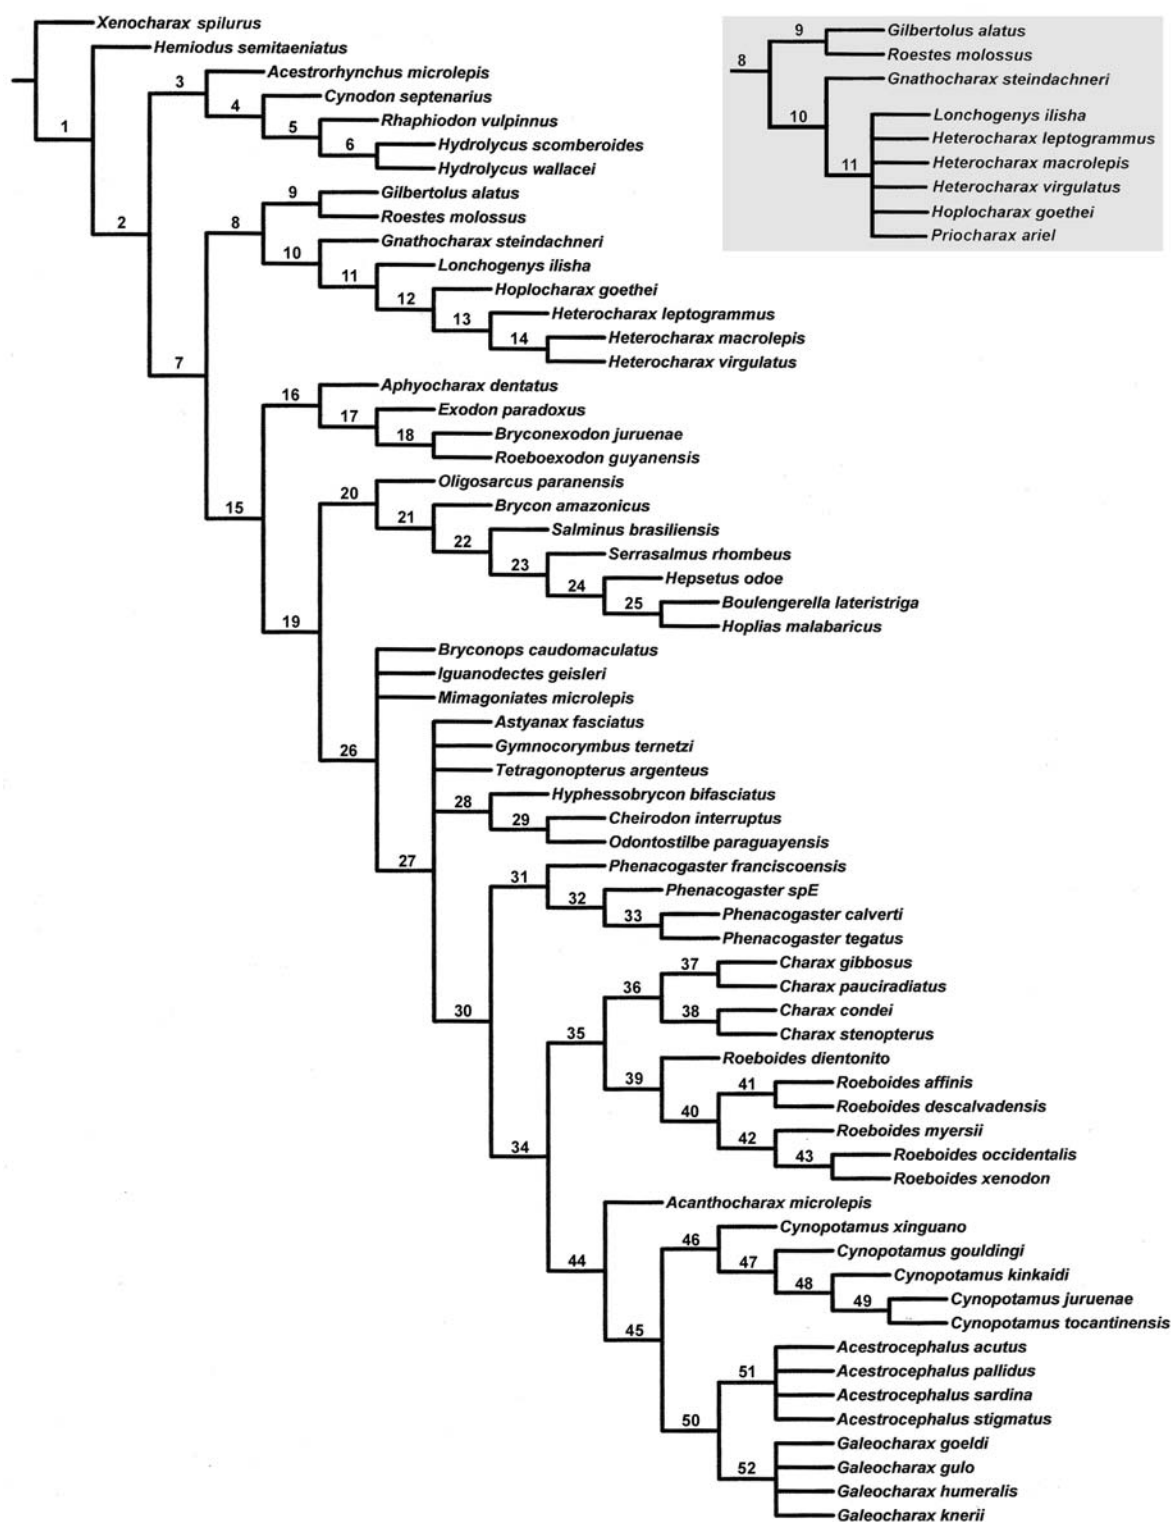 Xenocharax spilurus
Hemiodus semitaeniatus
1
3
Acestrorhynchus microlepis
4
Cynodon septenarius
5
Rhaphiodon vulpinnus
6
Hydrolycus scomberoides
Hydrolycus wallacei
2
9
Gilbertolus alatus
8
Roestes molossus
10
Gnathocharax steindachneri
11
Lonchogenys ilisha
12
Hoplocharax goethei
13
Heterocharax leptogrammus
14
Heterocharax macrolepis
7
Heterocharax virgulatus
16
Aphyocharax dentatus
17
Exodon paradoxus
18
Bryconexodon juruenae
Roeboexodon guyanensis
15
20
Oligosarcus paranensis
21
Brycon amazonicus
22
Salminus brasiliensis
23
Serrasalmus rhombeus
24
Hepsetus odoe
25
Boulengerella lateristriga
19
Hoplias malabaricus
Bryconops caudomaculatus
Iguanodectes geisleri
Mimagoniates microlepis
26
Astyanax fasciatus
Gymnocorymbus ternetzi
Tetragonopterus argenteus
28
Hyphessobrycon bifasciatus
29
Cheirodon interruptus
Odontostilbe paraguayensis
27
31
Phenacogaster franciscoensis
32
Phenacogaster spE
33
Phenacogaster calverti
Phenacogaster tegatus
37
Charax gibbosus
36
Charax pauciradiatus
38
Charax condei
30
35
Charax stenopterus
39
Roeboides dientonito
41
Roeboides affinis
40
Roeboides descalvadensis
42
Roeboides myersii
34
43
Roeboides occidentalis
Roeboides xenodon
Acanthocharax microlepis
46
Cynopotamus xinguano
44
47
Cynopotamus gouldingi
48
Cynopotamus kinkaidi
49
Cynopotamus juruenae
45
Cynopotamus tocantinensis
Acestrocephalus acutus
51
Acestrocephalus pallidus
Acestrocephalus sardina
50
Acestrocephalus stigmatus
Galeocharax goeldi
52
Galeocharax gulo
Galeocharax humeralis
Galeocharax knerii
9
Gilbertolus alatus
8
Roestes molossus
Gnathocharax steindachneri
10
Lonchogenys ilisha
Heterocharax leptogrammus
11
Heterocharax macrolepis
Heterocharax virgulatus
Hoplocharax goethei
Priocharax ariel